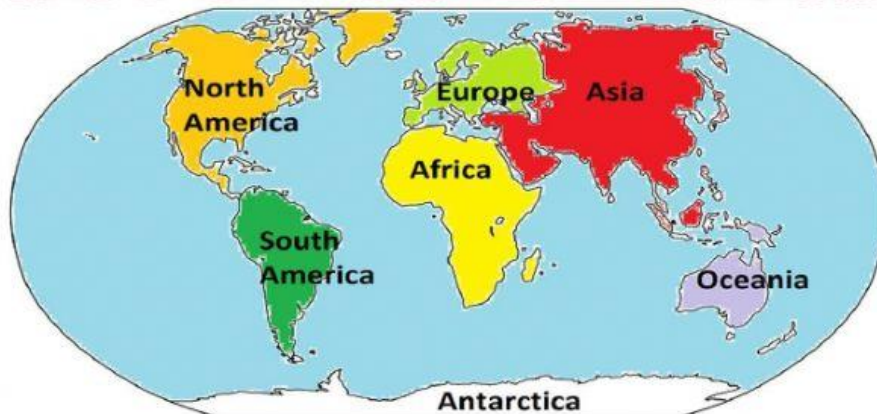 North
America
Europe
Asia
Africa
South
America
Oceania
Antarctica